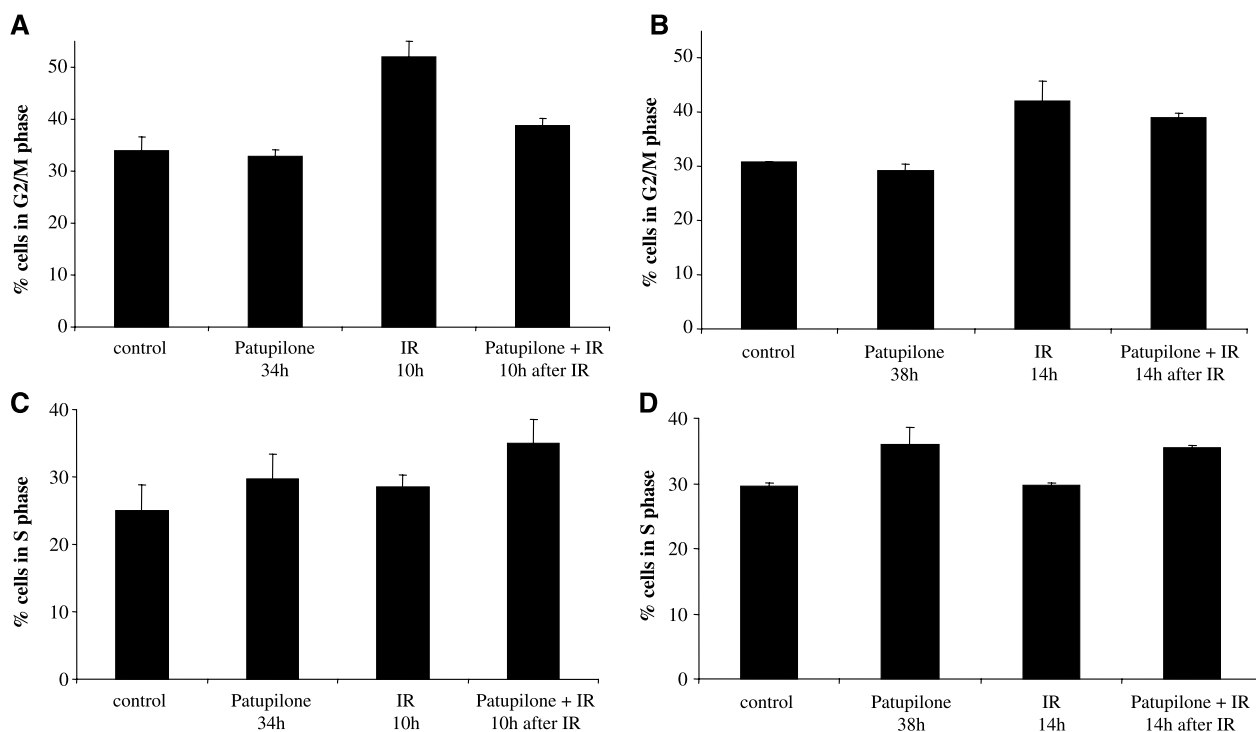 A
% cells in G2/M phase
50
40
30
20
10
0
control
Patupilone
34h
IR
10h
Patupilone + IR
10h after IR
B
% cells in G2/M phase
50
40
30
20
10
0
control
Patupilone
38h
IR
14h
Patupilone + IR
14h after IR
C
% cells in S phase
40
30
20
10
0
control
Patupilone
34h
IR
10h
Patupilone + IR
10h after IR
D
% cells in S phase
40
30
20
10
0
control
Patupilone
38h
IR
14h
Patupilone + IR
14h after IR